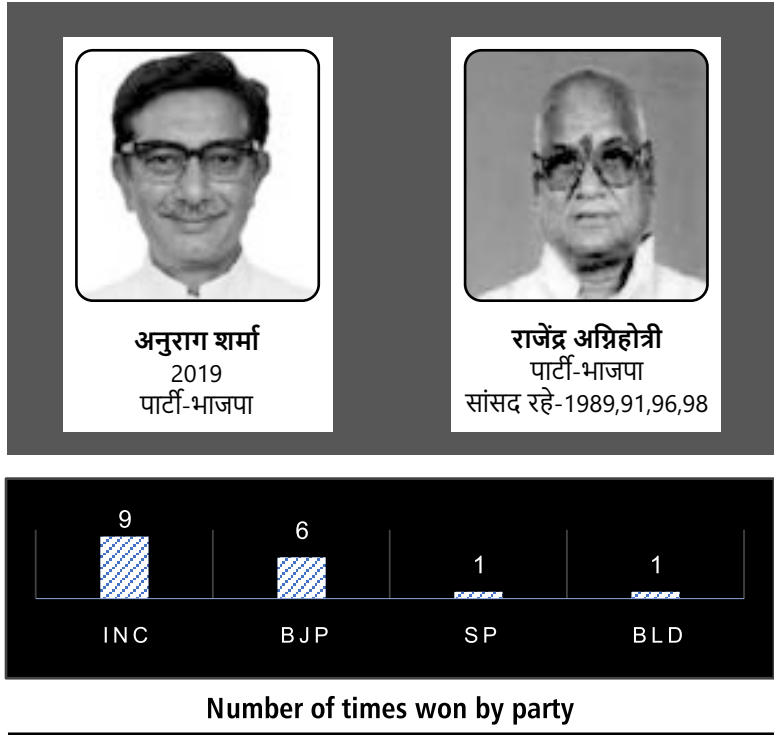 अनुराग शर्मा
2019
पार्टी-भाजपा
राजेंद्र अग्निहोत्री
पार्टी-भाजपा
सांसद रहे-1989,91,96,98
9 6 1 1
INC BJP SP BLD
Number of times won by party